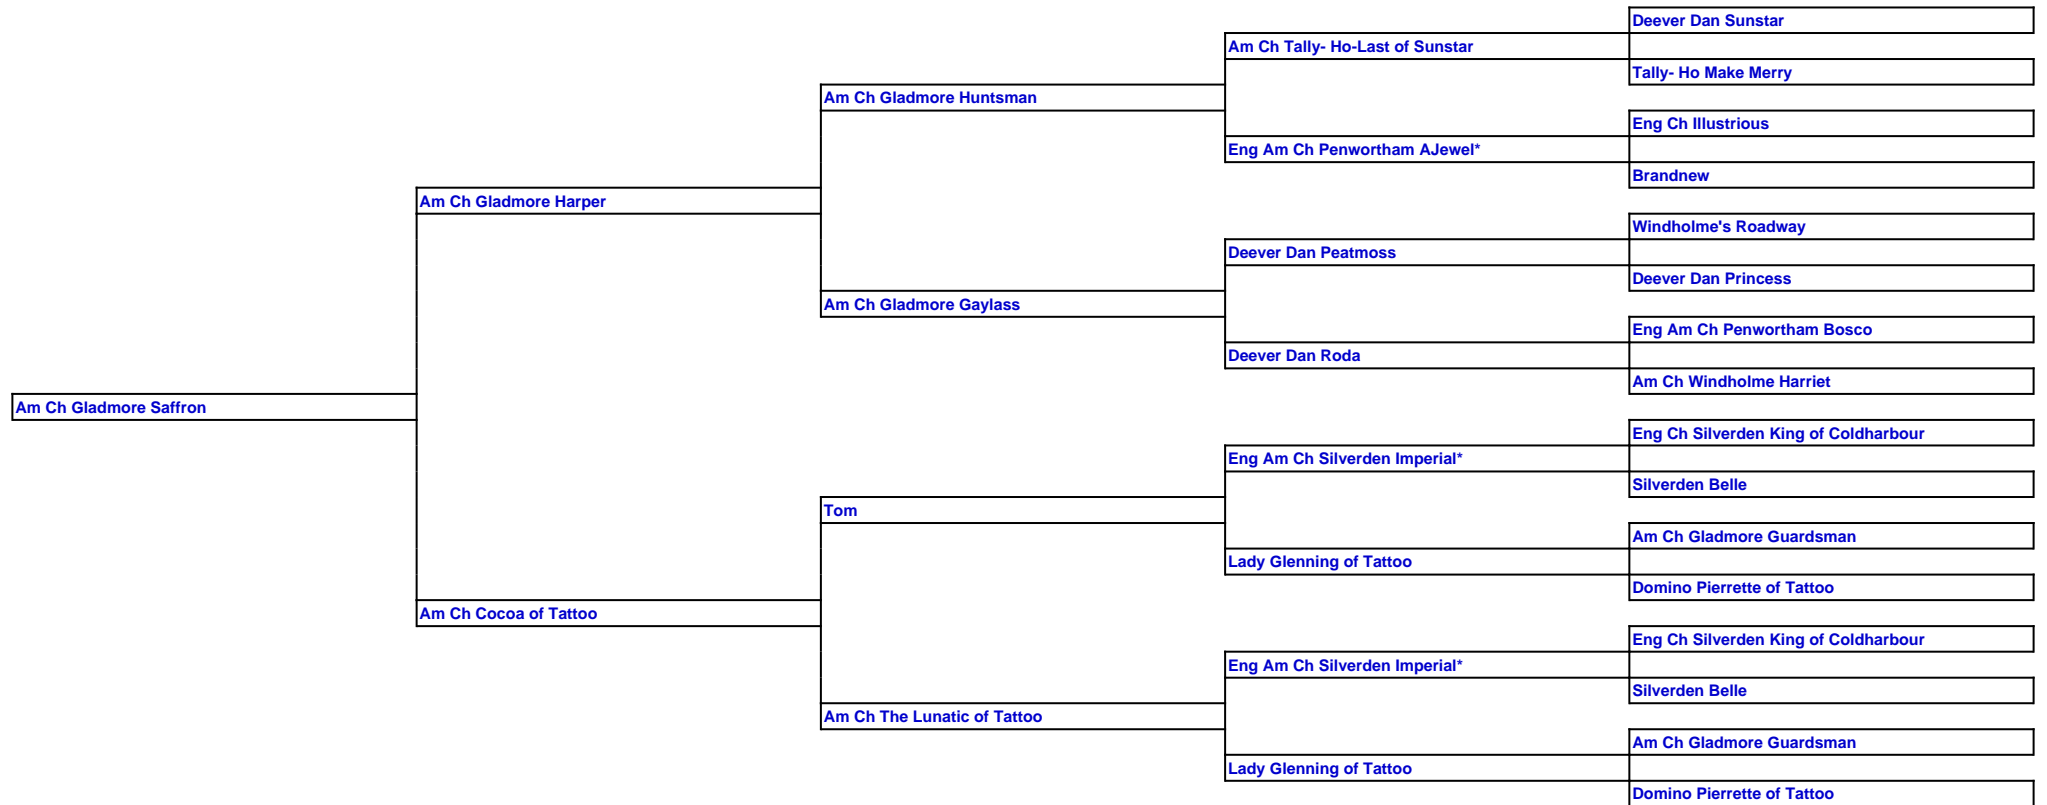 Deever Dan Sunstar
Am Ch Tally- Ho-Last of Sunstar
Tally- Ho Make Merry
Am Ch Gladmore Huntsman
Eng Ch Illustrious
Eng Am Ch Penwortham AJewel*
Brandnew
Am Ch Gladmore Harper
Windholme's Roadway
Deever Dan Peatmoss
Deever Dan Princess
Am Ch Gladmore Gaylass
Eng Am Ch Penwortham Bosco
Deever Dan Roda
Am Ch Windholme Harriet
Am Ch Gladmore Saffron
Eng Ch Silverden King of Coldharbour
Eng Am Ch Silverden Imperial*
Silverden Belle
Tom
Am Ch Gladmore Guardsman
Lady Glenning of Tattoo
Domino Pierrette of Tattoo
Am Ch Cocoa of Tattoo
Eng Ch Silverden King of Coldharbour
Eng Am Ch Silverden Imperial*
Silverden Belle
Am Ch The Lunatic of Tattoo
Am Ch Gladmore Guardsman
Lady Glenning of Tattoo
Domino Pierrette of Tattoo